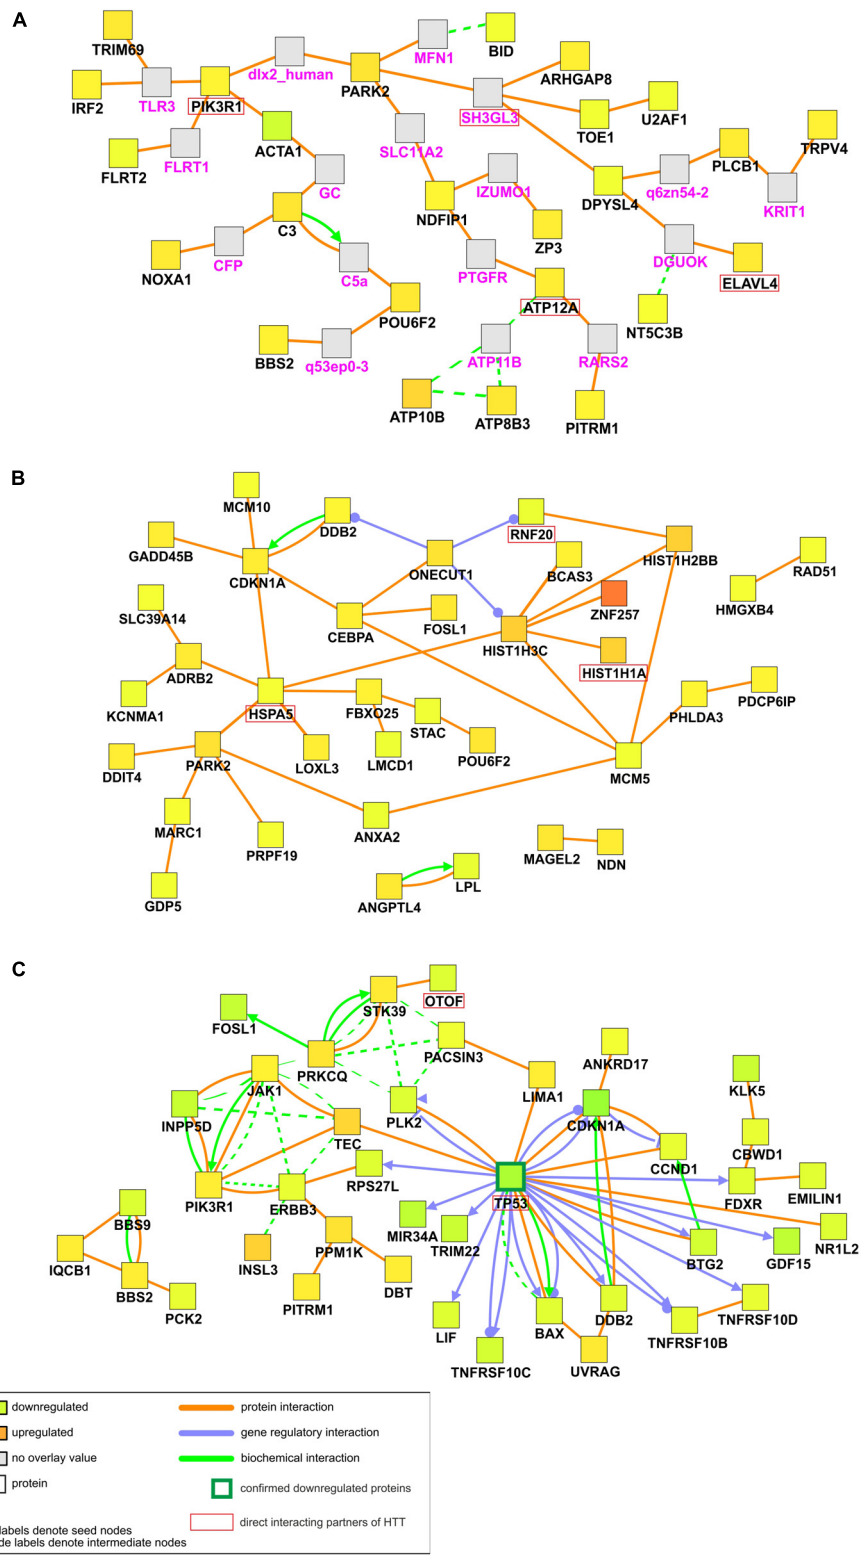 A
TRIM69
dlx2_human
MFN1
BID
ARHGAP8
IRF2
TLR3
PIK3R1
PARK2
SH3GL3
TOE1
U2AF1
FLRT2
FLRT1
ACTA1
SLC11A2
PLCB1
TRPV4
GC
IZUMO1
q6zn54-2
KRIT1
C3
NDFIP1
DPYSL4
NOXA1
CFP
ZP3
C5a
PTGFR
DGUOK
ELAVL4
POU6F2
ATP12A
NT5C3B
BBS2
q53ep0-3
ATP11B
RARS2
ATP10B
ATP8B3
PITRM1
B
MCM10
GADD45B
DDB2
RNF20
CDKN1A
ONECUT1
BCAS3
HIST1H2BB
RAD51
SLC39A14
HMGXB4
CEBPA
FOSL1
ZNF257
HIST1H3C
ADRB2
HIST1H1A
KCNMA1
HSPA5
FBXO25
STAC
PHLDA3
PDCP6IP
DDIT4
PARK2
LOXL3
LMCD1
POU6F2
MCM5
MARC1
PRPF19
ANXA2
MAGEL2
NDN
GDP5
ANGPTL4
LPL
C
FOSL1
STK39
OTOF
PRKCQ
PACSIN3
ANKRD17
JAK1
LIMA1
KLK5
INPP5D
PLK2
CDKN1A
TEC
CCND1
CBWD1
RPS27L
PIK3R1
ERBB3
TP53
FDXR
EMILIN1
BBS9
MIR34A
TRIM22
NR1L2
IQCB1
INSL3
PPM1K
BTG2
GDF15
BBS2
PITRM1
DBT
PCK2
LIF
BAX
DDB2
TNFRSF10B
TNFRSF10D
TNFRSF10C
UVRAG
downregulated
protein interaction
upregulated
gene regulatory interaction
no overlay value
biochemical interaction
protein
confirmed downregulated proteins
direct interacting partners of HTT
labels denote seed nodes
de labels denote intermediate nodes